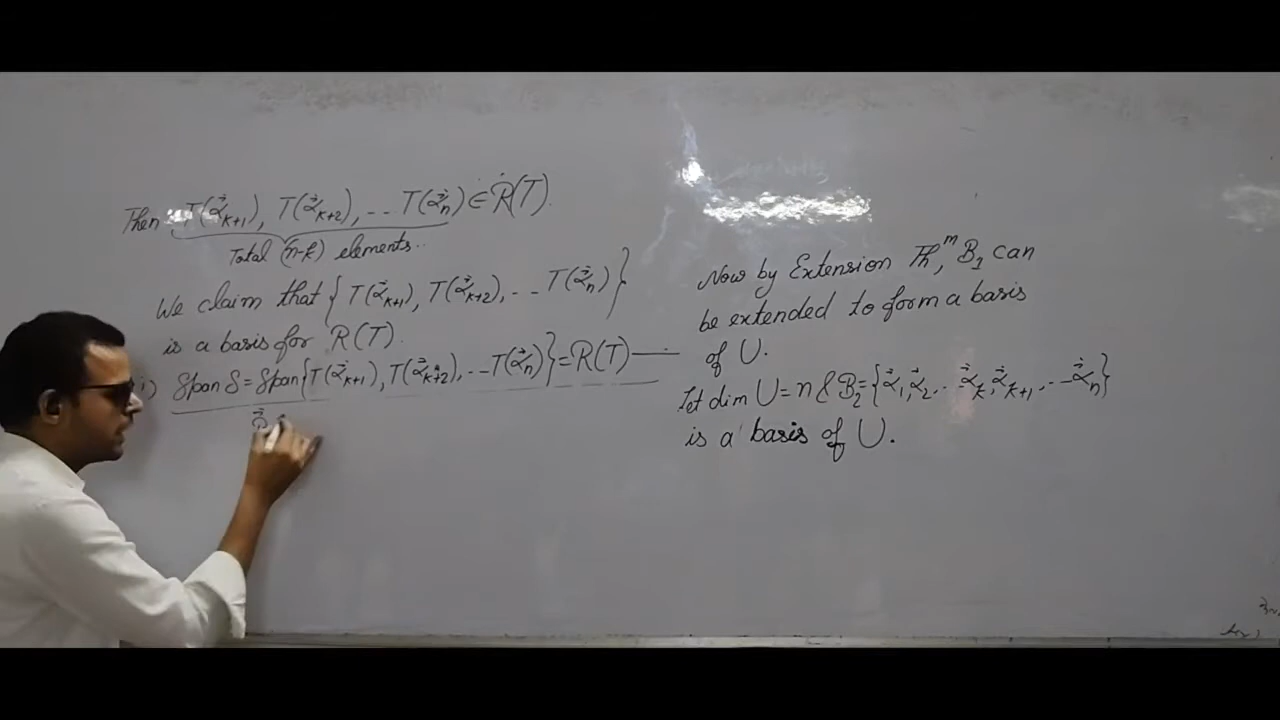 Then T(α⃗ₖ₊₁), T(α⃗ₖ₊₂), -- T(α⃗ₙ) ∈ R(T).
Total (n-k) elements..
We claim that { T(α⃗ₖ₊₁), T(α⃗ₖ₊₂), -- T(α⃗ₙ) }
is a basis for R(T).
i) Span S = Span{T(α⃗ₖ₊₁), T(α⃗ₖ₊₂), -- T(α⃗ₙ)} = R(T) —
Now by Extension Thᵐ, B₁ can
be extended to form a basis
of U.
Let dim U = n & B₂ = {α⃗₁, α⃗₂, .. α⃗ₖ, α⃗ₖ₊₁, -- α⃗ₙ}
is a basis of U.